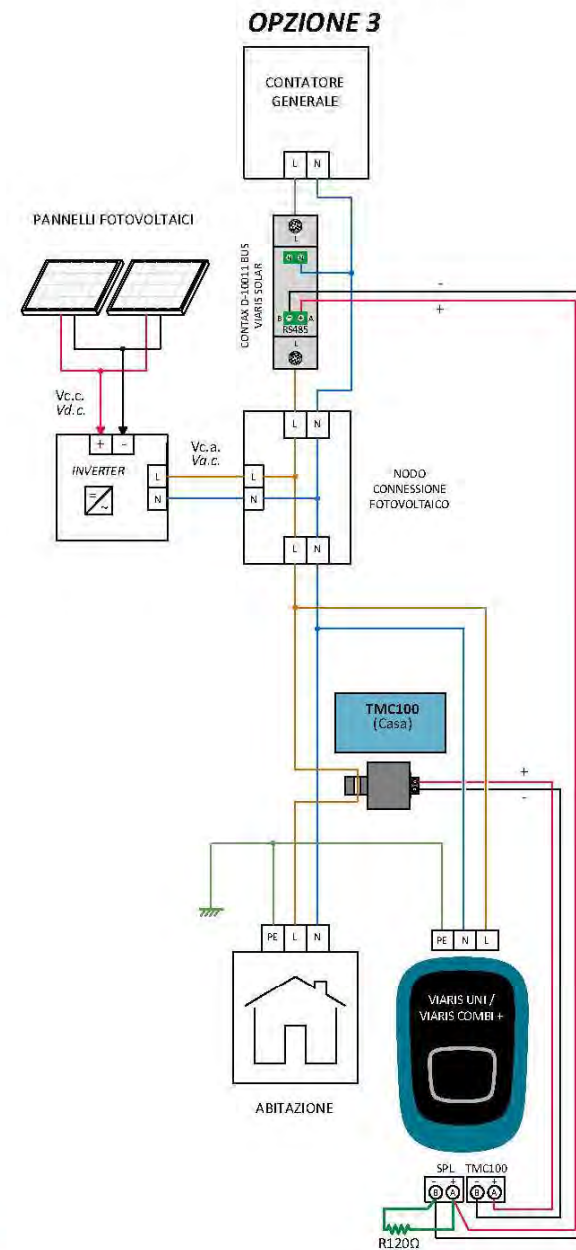 OPZIONE 3
CONTATORE
GENERALE
L N
PANNELLI FOTOVOLTAICI
CONTAX D-10011 BUS
VIARIS SOLAR
L
N N
B - + A
RS485
L
-
+
Vc.c.
Vd.c.
+ -
INVERTER
=
~
L
N
Vc.a.
Va.c.
L N
L
N
L N
NODO
CONNESSIONE
FOTOVOLTAICO
TMC100
(Casa)
+
-
PE L N
ABITAZIONE
PE N L
VIARIS UNI /
VIARIS COMBI +
SPL TMC100
- + - +
B A B A
R120Ω